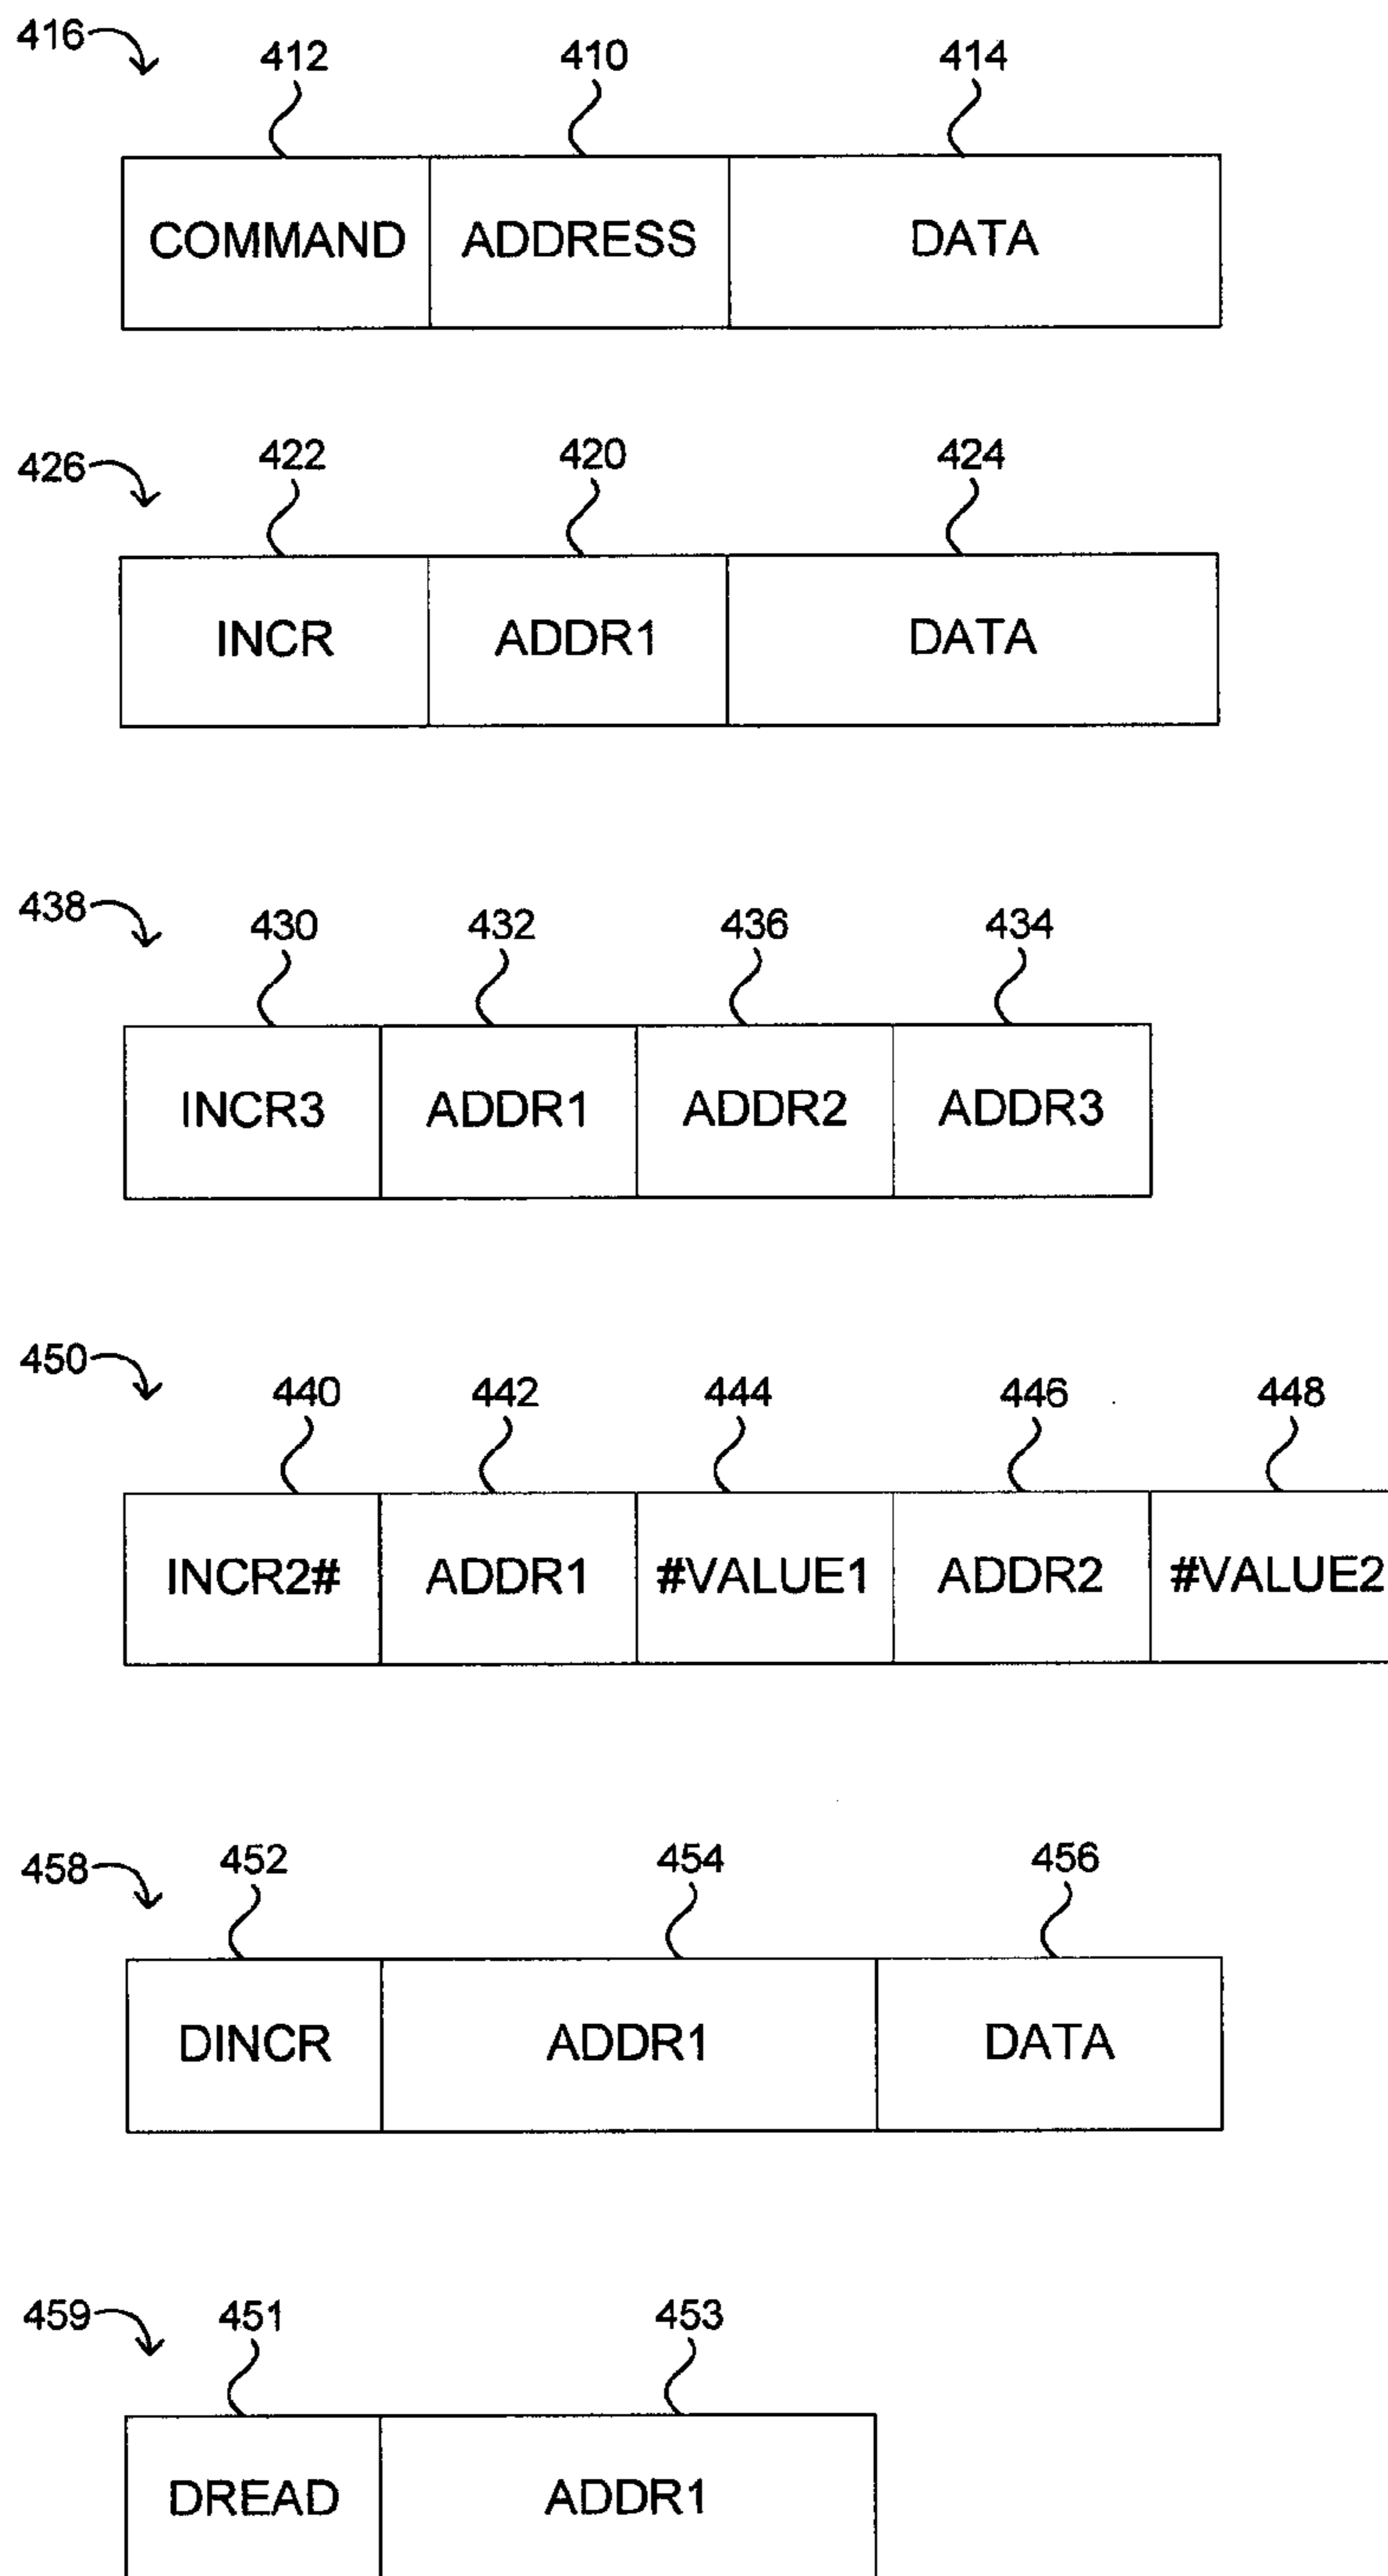 416
412 410 414
COMMAND ADDRESS DATA
426 422 420 424
INCR ADDR1 DATA
438 430 432 436 434
INCR3 ADDR1 ADDR2 ADDR3
450
440 442 444 446 448
INCR2# ADDR1 #VALUE1 ADDR2 #VALUE2
458 452 454 456
DINCR ADDR1 DATA
459 451 453
DREAD ADDR1